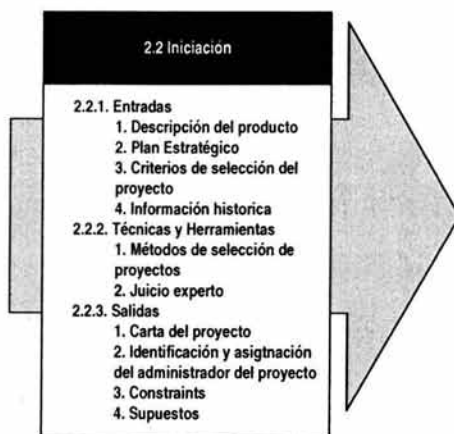 2.2 Iniciación
2.2.1. Entradas
1. Descripción del producto
2. Plan Estratégico
3. Criterios de selección del
proyecto
4. Información historica
2.2.2. Técnicas y Herramientas
1. Métodos de selección de
proyectos
2. Juicio experto
2.2.3. Salidas
1. Carta del proyecto
2. Identificación y asigtnación
del administrador del proyecto
3. Constraints
4. Supuestos